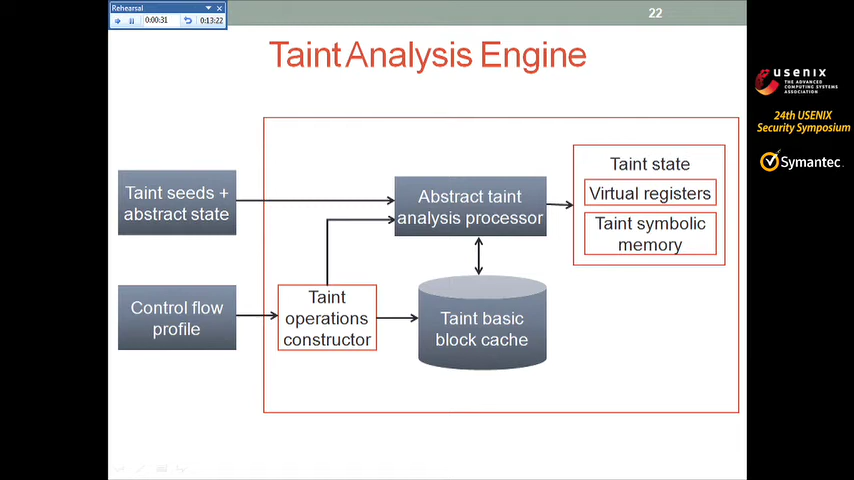 Rehearsal
0:00:31
0:13:22
22
Taint Analysis Engine
usenix
THE ADVANCED
COMPUTING SYSTEMS
ASSOCIATION
24th USENIX
Security Symposium
Symantec.
Taint seeds +
abstract state
Abstract taint
analysis processor
Taint state
Virtual registers
Taint symbolic
memory
Control flow
profile
Taint
operations
constructor
Taint basic
block cache